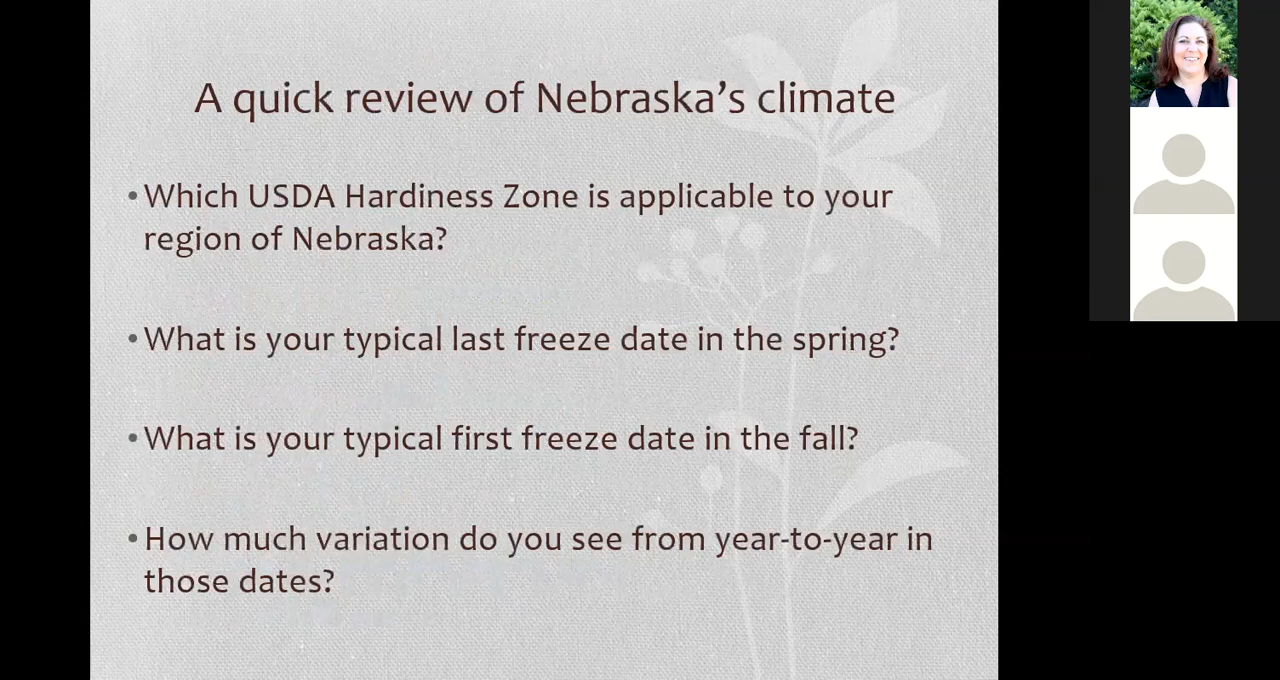 A quick review of Nebraska’s climate
•Which USDA Hardiness Zone is applicable to your
region of Nebraska?
•What is your typical last freeze date in the spring?
•What is your typical first freeze date in the fall?
•How much variation do you see from year-to-year in
those dates?